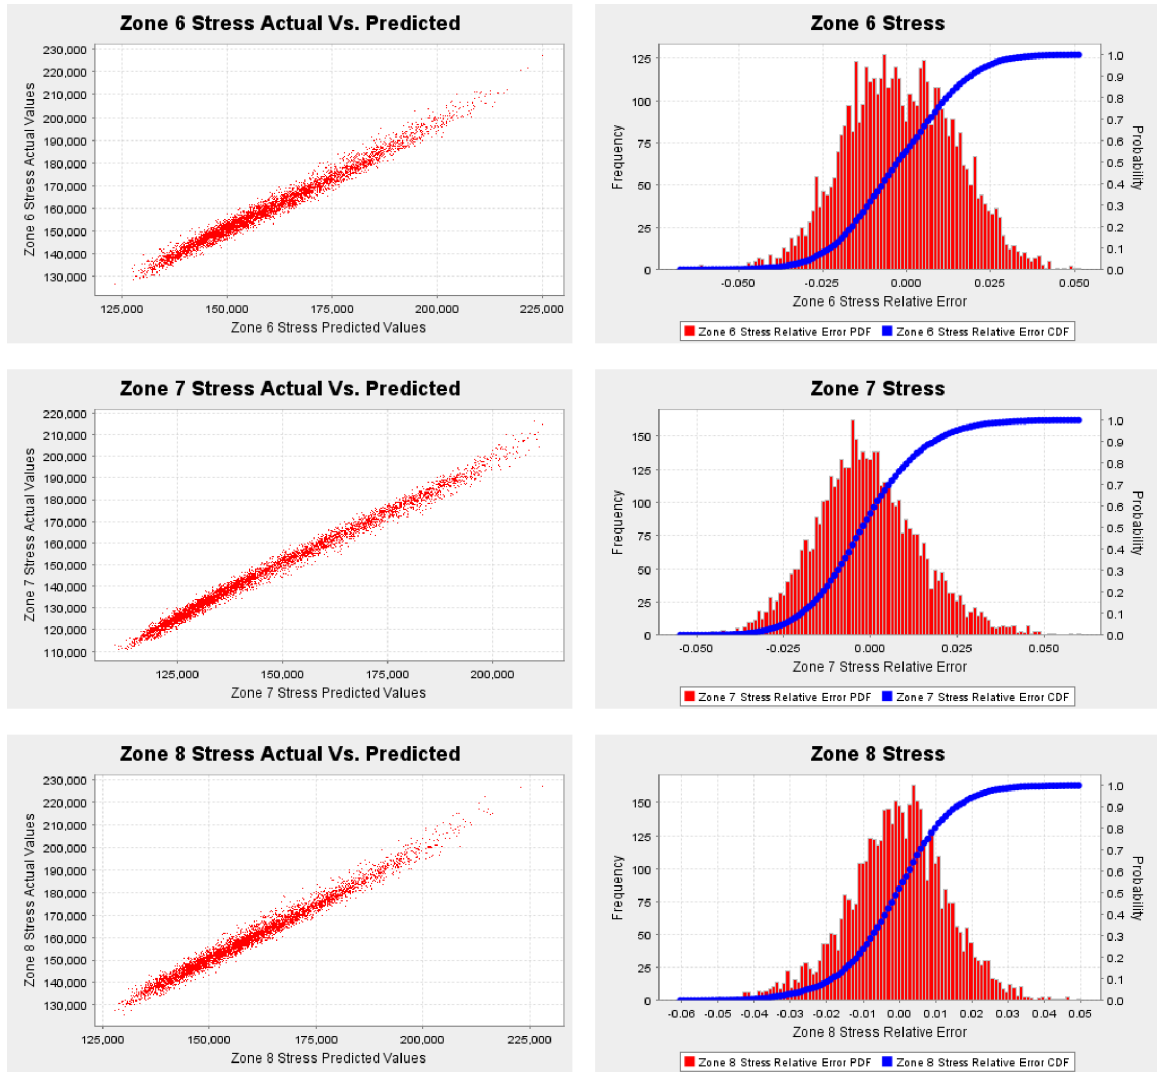 Zone 6 Stress Actual Vs. Predicted
Zone 6 Stress Actual Values
230,000
220,000
210,000
200,000
190,000
180,000
170,000
160,000
150,000
140,000
130,000
125,000 150,000 175,000 200,000 225,000
Zone 6 Stress Predicted Values
Zone 6 Stress
Frequency
125
100
75
50
25
0
1.0
0.9
0.8
0.7
0.6
0.5
0.4
0.3
0.2
0.1
0.0
Probability
-0.050 -0.025 0.000 0.025 0.050
Zone 6 Stress Relative Error
Zone 6 Stress Relative Error PDF Zone 6 Stress Relative Error CDF
Zone 7 Stress Actual Vs. Predicted
Zone 7 Stress Actual Values
220,000
210,000
200,000
190,000
180,000
170,000
160,000
150,000
140,000
130,000
120,000
110,000
125,000 150,000 175,000 200,000
Zone 7 Stress Predicted Values
Zone 7 Stress
Frequency
150
125
100
75
50
25
0
1.0
0.9
0.8
0.7
0.6
0.5
0.4
0.3
0.2
0.1
0.0
Probability
-0.050 -0.025 0.000 0.025 0.050
Zone 7 Stress Relative Error
Zone 7 Stress Relative Error PDF Zone 7 Stress Relative Error CDF
Zone 8 Stress Actual Vs. Predicted
Zone 8 Stress Actual Values
230,000
220,000
210,000
200,000
190,000
180,000
170,000
160,000
150,000
140,000
130,000
125,000 150,000 175,000 200,000 225,000
Zone 8 Stress Predicted Values
Zone 8 Stress
Frequency
150
125
100
75
50
25
0
1.0
0.9
0.8
0.7
0.6
0.5
0.4
0.3
0.2
0.1
0.0
Probability
-0.06 -0.05 -0.04 -0.03 -0.02 -0.01 0.00 0.01 0.02 0.03 0.04 0.05
Zone 8 Stress Relative Error
Zone 8 Stress Relative Error PDF Zone 8 Stress Relative Error CDF